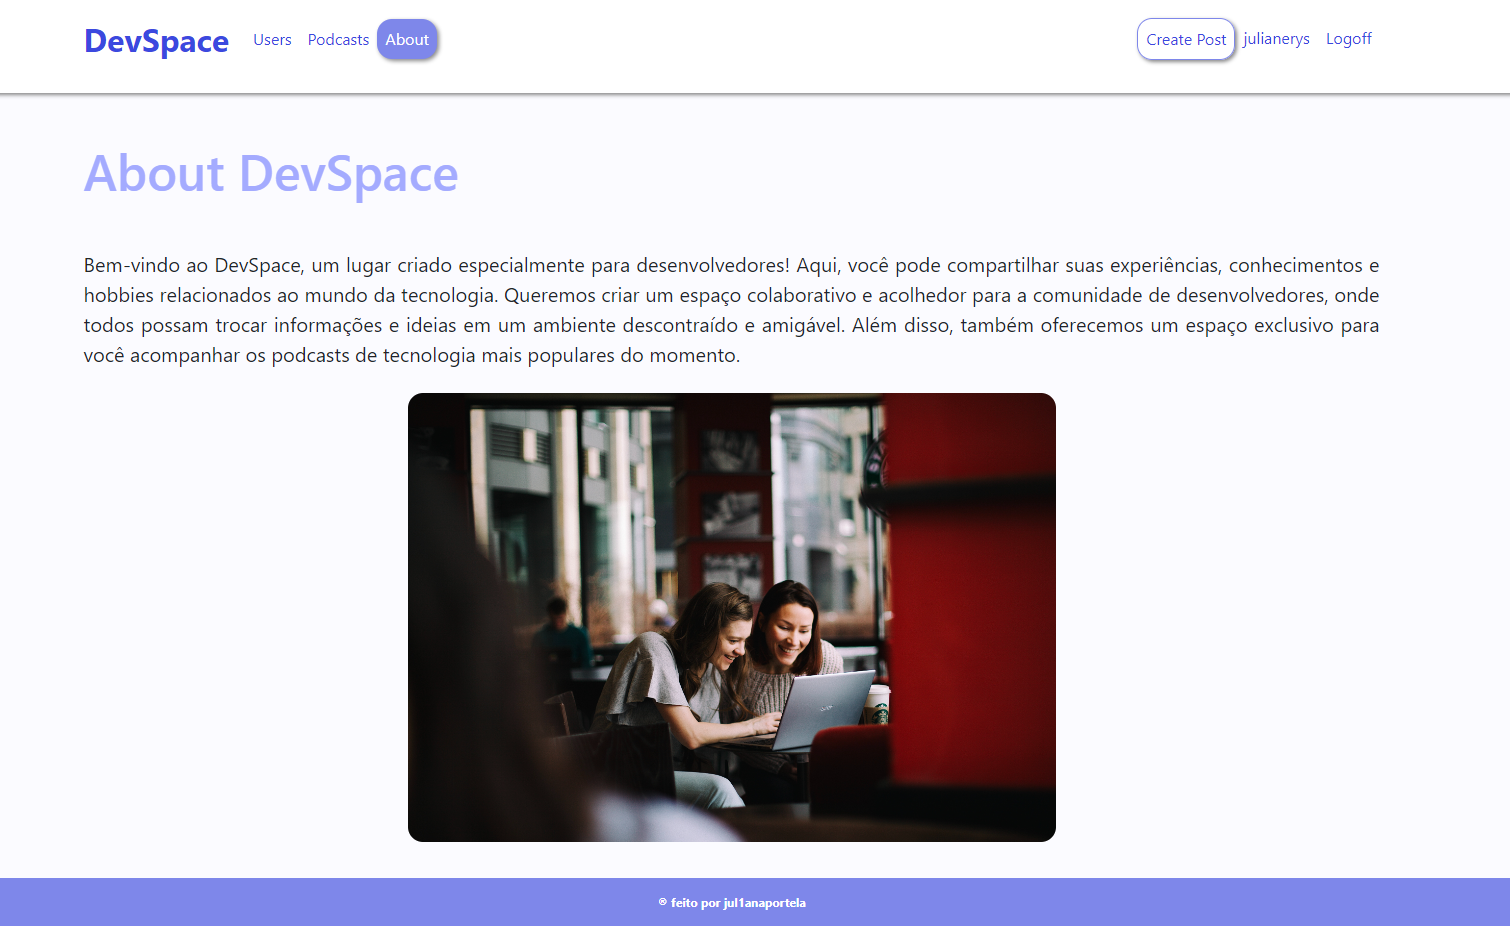 DevSpace Users Podcasts About Create Post julianerys Logoff
About DevSpace
Bem-vindo ao DevSpace, um lugar criado especialmente para desenvolvedores! Aqui, você pode compartilhar suas experiências, conhecimentos e
hobbies relacionados ao mundo da tecnologia. Queremos criar um espaço colaborativo e acolhedor para a comunidade de desenvolvedores, onde
todos possam trocar informações e ideias em um ambiente descontraído e amigável. Além disso, também oferecemos um espaço exclusivo para
você acompanhar os podcasts de tecnologia mais populares do momento.
® feito por jul1anaportela